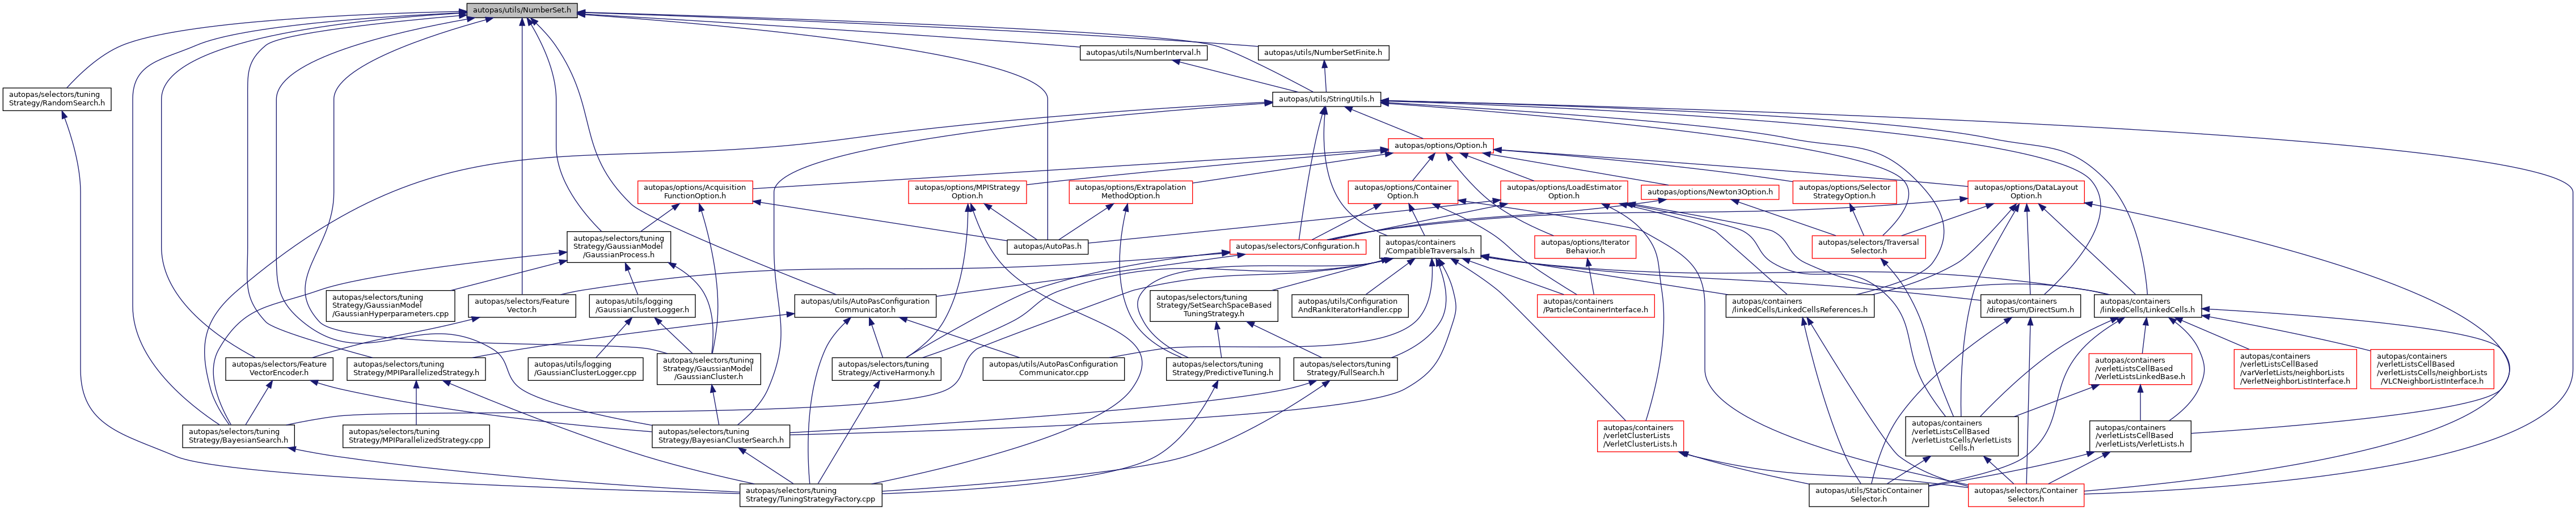 autopas/utils/NumberSet.h
autopas/utils/NumberInterval.h
autopas/utils/NumberSetFinite.h
autopas/selectors/tuning
Strategy/RandomSearch.h
autopas/utils/StringUtils.h
autopas/options/Option.h
autopas/options/Acquisition
FunctionOption.h
autopas/options/MPIStrategy
Option.h
autopas/options/Extrapolation
MethodOption.h
autopas/options/Container
Option.h
autopas/options/LoadEstimator
Option.h
autopas/options/Newton3Option.h
autopas/options/Selector
StrategyOption.h
autopas/options/DataLayout
Option.h
autopas/selectors/tuning
Strategy/GaussianModel
/GaussianProcess.h
autopas/AutoPas.h
autopas/selectors/Configuration.h
autopas/containers
/CompatibleTraversals.h
autopas/options/Iterator
Behavior.h
autopas/selectors/Traversal
Selector.h
autopas/selectors/tuning
Strategy/GaussianModel
/GaussianHyperparameters.cpp
autopas/selectors/Feature
Vector.h
autopas/utils/logging
/GaussianClusterLogger.h
autopas/utils/AutoPasConfiguration
Communicator.h
autopas/selectors/tuning
Strategy/SetSearchSpaceBased
TuningStrategy.h
autopas/utils/Configuration
AndRankIteratorHandler.cpp
autopas/containers
/ParticleContainerInterface.h
autopas/containers
/linkedCells/LinkedCellsReferences.h
autopas/containers
/directSum/DirectSum.h
autopas/containers
/linkedCells/LinkedCells.h
autopas/selectors/Feature
VectorEncoder.h
autopas/selectors/tuning
Strategy/MPIParallelizedStrategy.h
autopas/utils/logging
/GaussianClusterLogger.cpp
autopas/selectors/tuning
Strategy/GaussianModel
/GaussianCluster.h
autopas/selectors/tuning
Strategy/ActiveHarmony.h
autopas/utils/AutoPasConfiguration
Communicator.cpp
autopas/selectors/tuning
Strategy/PredictiveTuning.h
autopas/selectors/tuning
Strategy/FullSearch.h
autopas/containers
/verletListsCellBased
/VerletListsLinkedBase.h
autopas/containers
/verletListsCellBased
/varVerletLists/neighborLists
/VerletNeighborListInterface.h
autopas/containers
/verletListsCellBased
/verletListsCells/neighborLists
/VLCNeighborListInterface.h
autopas/selectors/tuning
Strategy/BayesianSearch.h
autopas/selectors/tuning
Strategy/MPIParallelizedStrategy.cpp
autopas/selectors/tuning
Strategy/BayesianClusterSearch.h
autopas/containers
/verletClusterLists
/VerletClusterLists.h
autopas/containers
/verletListsCellBased
/verletListsCells/VerletLists
Cells.h
autopas/containers
/verletListsCellBased
/verletLists/VerletLists.h
autopas/selectors/tuning
Strategy/TuningStrategyFactory.cpp
autopas/utils/StaticContainer
Selector.h
autopas/selectors/Container
Selector.h